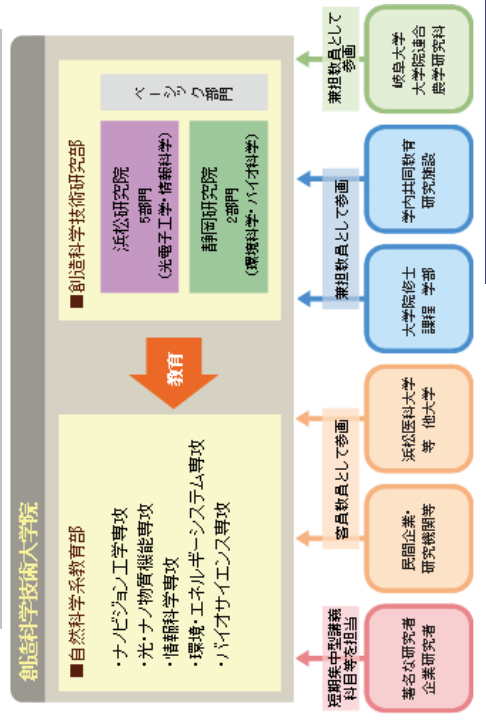 創造科学技術大学院
■自然科学系教育部
・ナノビジョン工学専攻
・光・ナノ物質機能専攻
・情報科学専攻
・環境・エネルギーシステム専攻
・バイオサイエンス専攻
教育
■創造科学技術研究部
浜松研究院
5部門
(光電子工学・情報科学)
静岡研究院
2部門
(環境科学・バイオ科学)
ベーシック部門
短期集中型講義
科目等を担当
客員教員として参画
兼担教員として参画
兼担教員として
参画
著名な研究者
企業研究者
民間企業・
研究機関等
浜松医科大学
等 他大学
大学院修士
課程 学部
学内共同教育
研究施設
岐阜大学
大学院連合
農学研究科